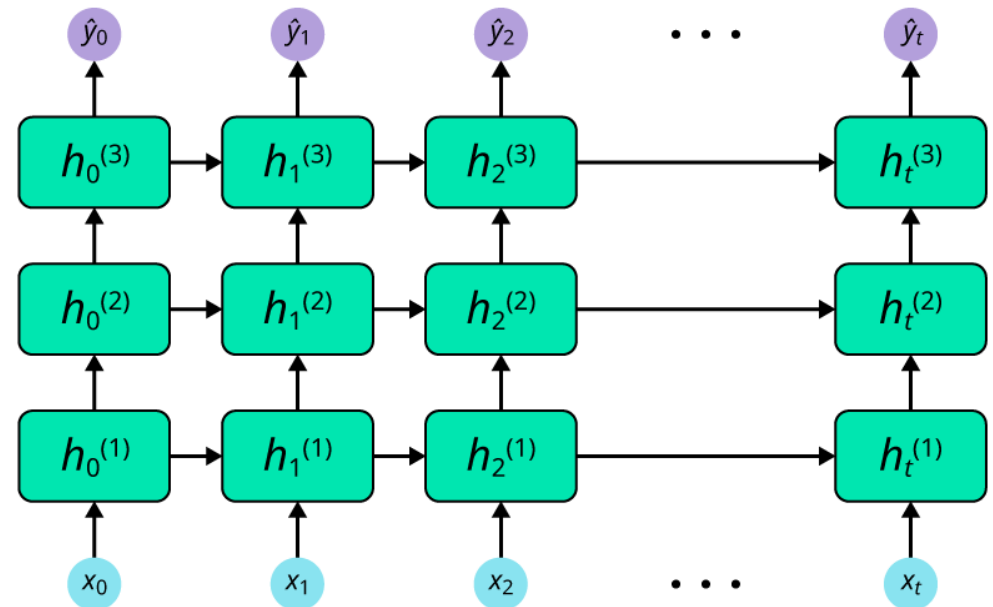 ŷ₀ ŷ₁ ŷ₂ • • • ŷₜ
h₀⁽³⁾ h₁⁽³⁾ h₂⁽³⁾ hₜ⁽³⁾
h₀⁽²⁾ h₁⁽²⁾ h₂⁽²⁾ hₜ⁽²⁾
h₀⁽¹⁾ h₁⁽¹⁾ h₂⁽¹⁾ hₜ⁽¹⁾
x₀ x₁ x₂ • • • xₜ